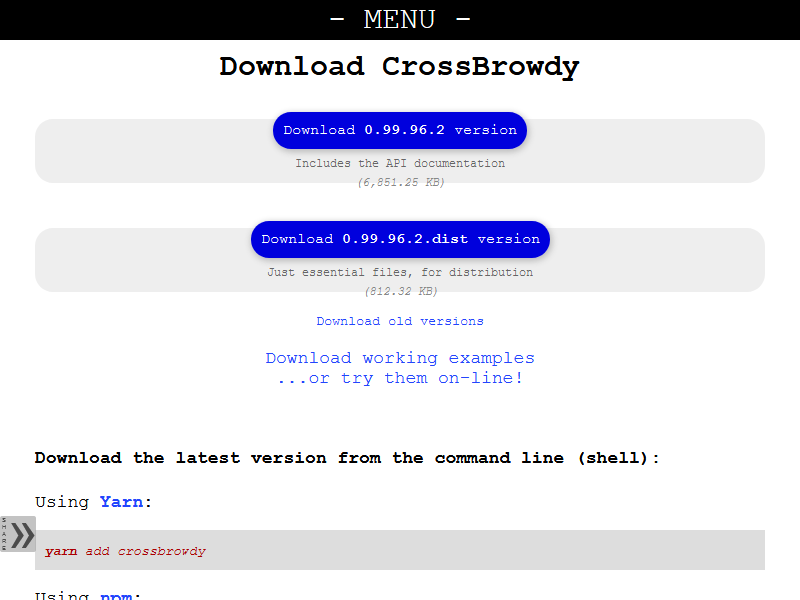 - MENU -
Download CrossBrowdy
Download 0.99.96.2 version
Includes the API documentation
(6,851.25 KB)
Download 0.99.96.2.dist version
Just essential files, for distribution
(812.32 KB)
Download old versions
Download working examples
...or try them on-line!
Download the latest version from the command line (shell):
Using Yarn:
SHARE
yarn add crossbrowdy
Using npm: